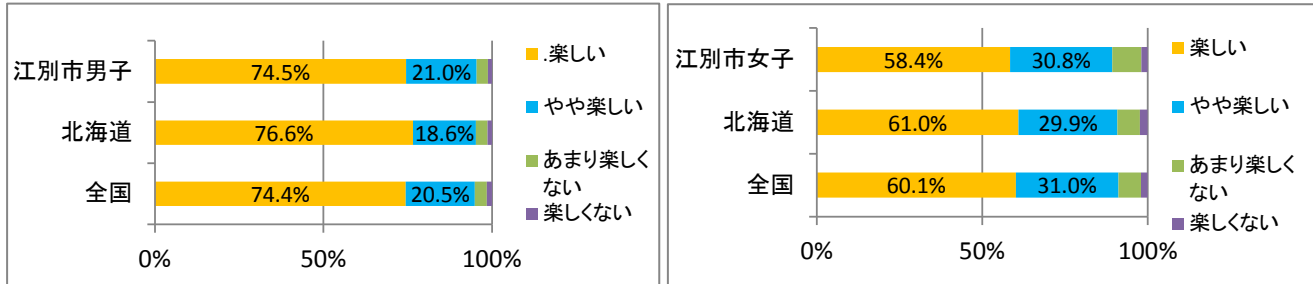 江別市男子
74.5%
21.0%
北海道
76.6%
18.6%
全国
74.4%
20.5%
0%
50%
100%
.楽しい
やや楽しい
あまり楽しく
ない
楽しくない
江別市女子
58.4%
30.8%
北海道
61.0%
29.9%
全国
60.1%
31.0%
0%
50%
100%
楽しい
やや楽しい
あまり楽しく
ない
楽しくない